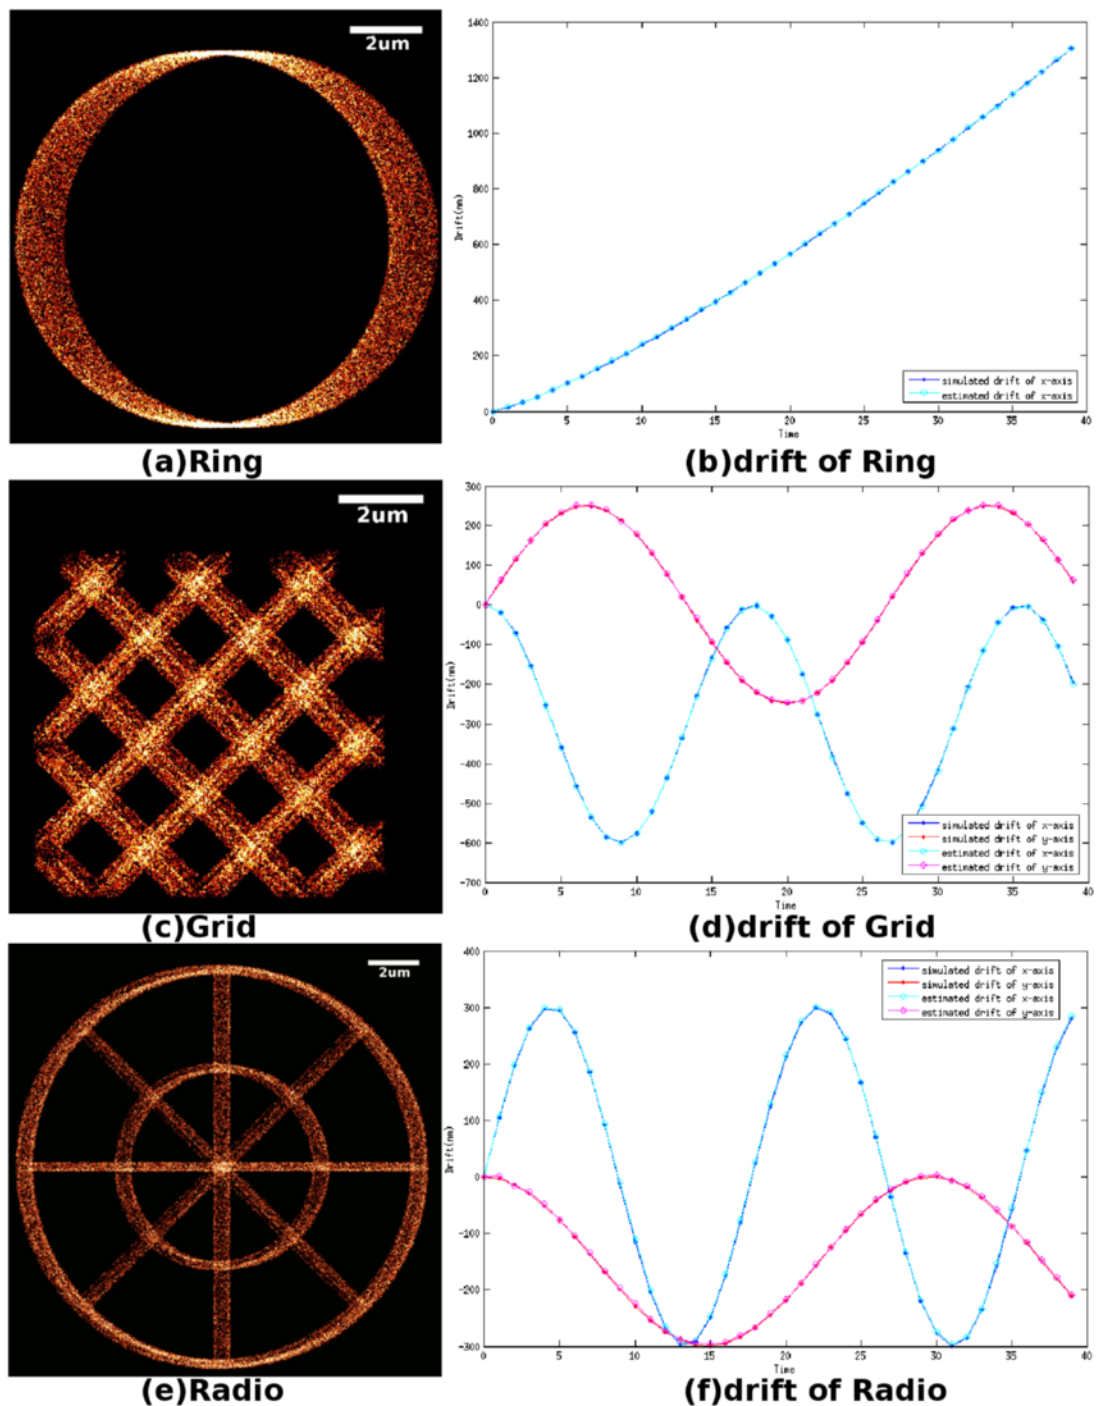 2um
(a)Ring
1400
1200
1000
800
600
400
200
0
Drift(nm)
0 5 10 15 20 25 30 35 40
Time
simulated drift of x-axis
estimated drift of x-axis
(b)drift of Ring
2um
(c)Grid
300
200
100
0
-100
-200
-300
-400
-500
-600
-700
Drift(nm)
0 5 10 15 20 25 30 35 40
Time
simulated drift of x-axis
simulated drift of y-axis
estimated drift of x-axis
estimated drift of y-axis
(d)drift of Grid
2um
(e)Radio
400
300
200
100
0
-100
-200
-300
Drift(nm)
0 5 10 15 20 25 30 35 40
Time
simulated drift of x-axis
simulated drift of y-axis
estimated drift of x-axis
estimated drift of y-axis
(f)drift of Radio